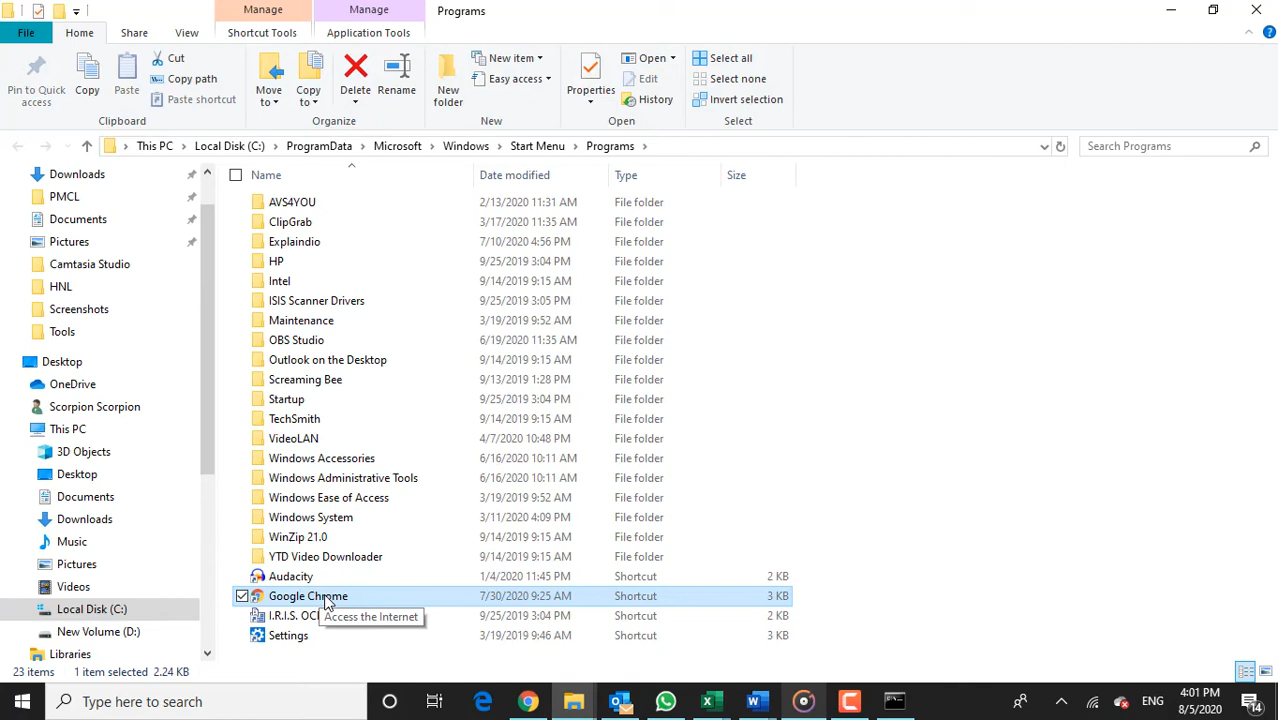 Manage Manage Programs
File Home Share View Shortcut Tools Application Tools
Pin to Quick access
Copy
Paste
Cut
Copy path
Paste shortcut
Clipboard
Move to
Copy to
Delete
Rename
Organize
New folder
New item
Easy access
New
Properties
Open
Edit
History
Open
Select all
Select none
Invert selection
Select
This PC Local Disk (C:) ProgramData Microsoft Windows Start Menu Programs
Search Programs
Downloads
PMCL
Documents
Pictures
Camtasia Studio
HNL
Screenshots
Tools
Desktop
OneDrive
Scorpion Scorpion
This PC
3D Objects
Desktop
Documents
Downloads
Music
Pictures
Videos
Local Disk (C:)
New Volume (D:)
Libraries
Name Date modified Type Size
AVS4YOU 2/13/2020 11:31 AM File folder
ClipGrab 3/17/2020 11:35 AM File folder
Explaindio 7/10/2020 4:56 PM File folder
HP 9/25/2019 3:04 PM File folder
Intel 9/14/2019 9:15 AM File folder
ISIS Scanner Drivers 9/25/2019 3:05 PM File folder
Maintenance 3/19/2019 9:52 AM File folder
OBS Studio 6/19/2020 11:35 AM File folder
Outlook on the Desktop 9/14/2019 9:15 AM File folder
Screaming Bee 9/13/2019 1:28 PM File folder
Startup 9/25/2019 3:04 PM File folder
TechSmith 9/14/2019 9:15 AM File folder
VideoLAN 4/7/2020 10:48 PM File folder
Windows Accessories 6/16/2020 10:11 AM File folder
Windows Administrative Tools 6/16/2020 10:11 AM File folder
Windows Ease of Access 3/19/2019 9:52 AM File folder
Windows System 3/11/2020 4:09 PM File folder
WinZip 21.0 9/14/2019 9:15 AM File folder
YTD Video Downloader 9/14/2019 9:15 AM File folder
Audacity 1/4/2020 11:45 PM Shortcut 2 KB
Google Chrome 7/30/2020 9:25 AM Shortcut 3 KB
I.R.I.S. OC 9/25/2019 3:04 PM Shortcut 2 KB
Access the Internet
Settings 3/19/2019 9:46 AM Shortcut 3 KB
23 items 1 item selected 2.24 KB
Type here to search
ENG
4:01 PM
8/5/2020
14